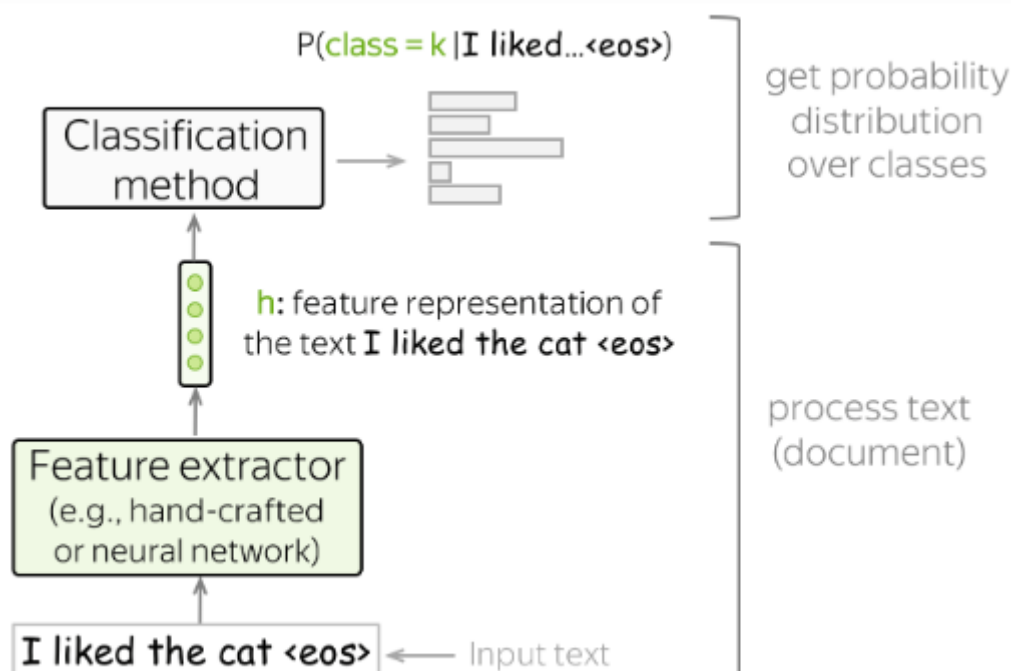 P(class = k |I liked...<eos>)
get probability
distribution
over classes
Classification
method
h: feature representation of
the text I liked the cat <eos>
process text
(document)
Feature extractor
(e.g., hand-crafted
or neural network)
I liked the cat <eos>
Input text